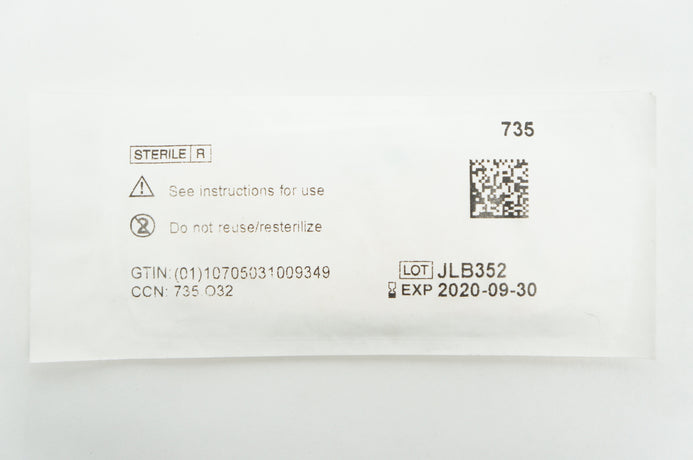 735
STERILE R
See instructions for use
Do not reuse/resterilize
GTIN: (01)10705031009349
CCN: 735.O32
LOT JLB352
EXP 2020-09-30